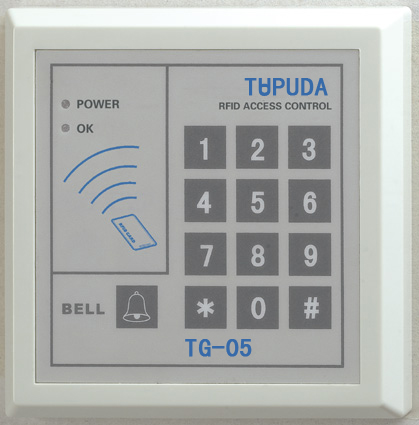 POWER
OK
TAPUDA
RFID ACCESS CONTROL
1 2 3
4 5 6
7 8 9
* 0 #
BELL
TG-05